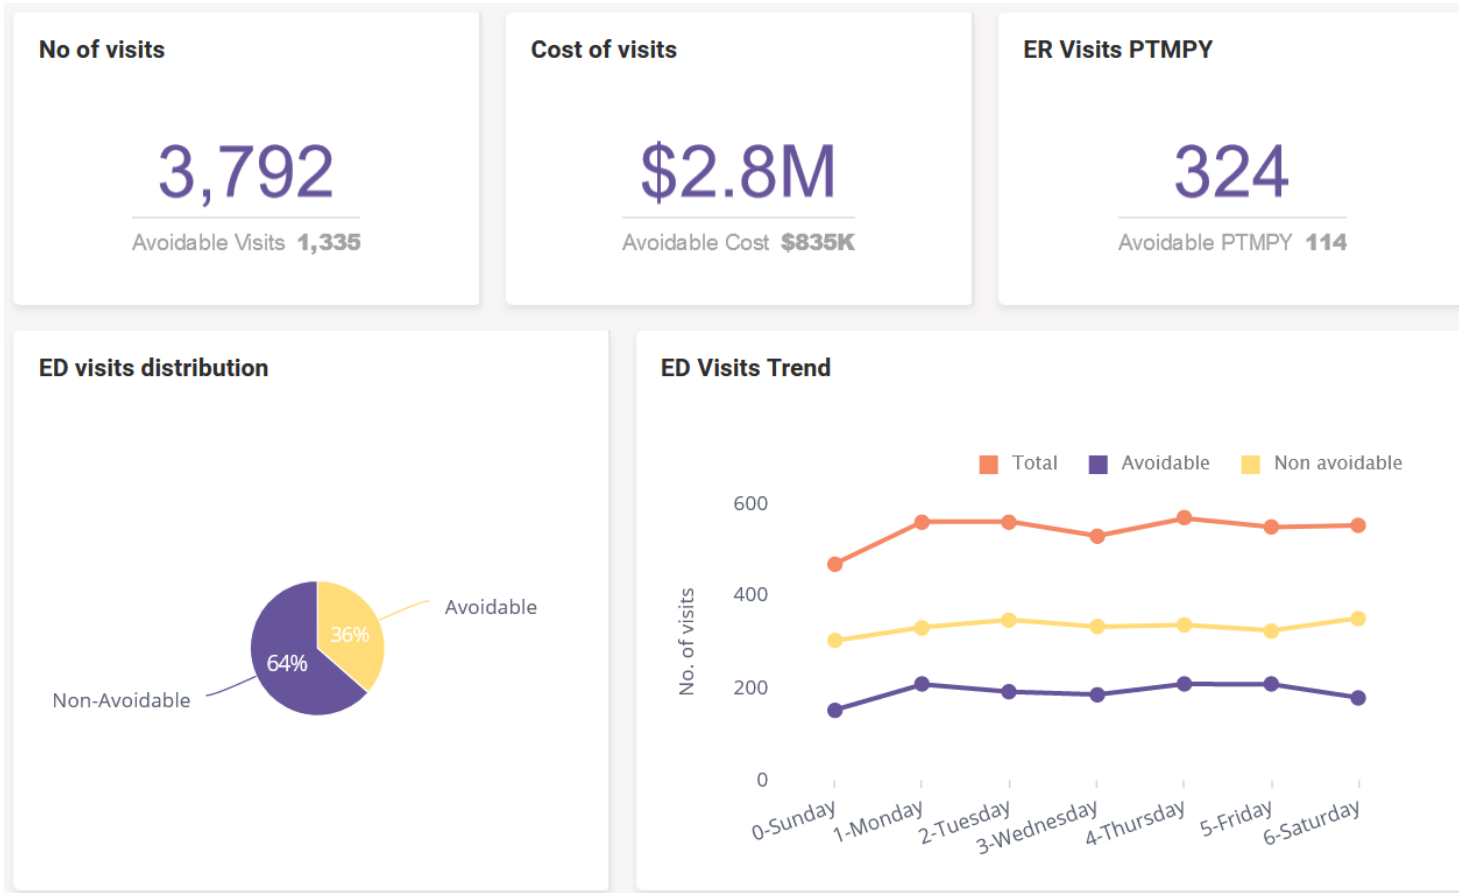 No of visits
3,792
Avoidable Visits 1,335
Cost of visits
$2.8M
Avoidable Cost $835K
ER Visits PTMPY
324
Avoidable PTMPY 114
ED visits distribution
Avoidable
36%
64%
Non-Avoidable
ED Visits Trend
Total
Avoidable
Non avoidable
No. of visits
600
400
200
0
0-Sunday
1-Monday
2-Tuesday
3-Wednesday
4-Thursday
5-Friday
6-Saturday